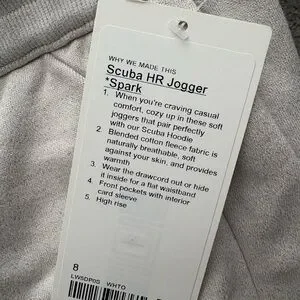 WHY WE MADE THIS
Scuba HR Jogger
*Spark
1. When you're craving casual
comfort, cozy up in these soft
joggers that pair perfectly
with our Scuba Hoodie
2. Blended cotton fleece fabric is
naturally breathable, soft
against your skin, and provides
warmth
3. Wear the drawcord out or hide
it inside for a flat waistband
4. Front pockets with interior
card sleeve
5. High rise
8
WHTO